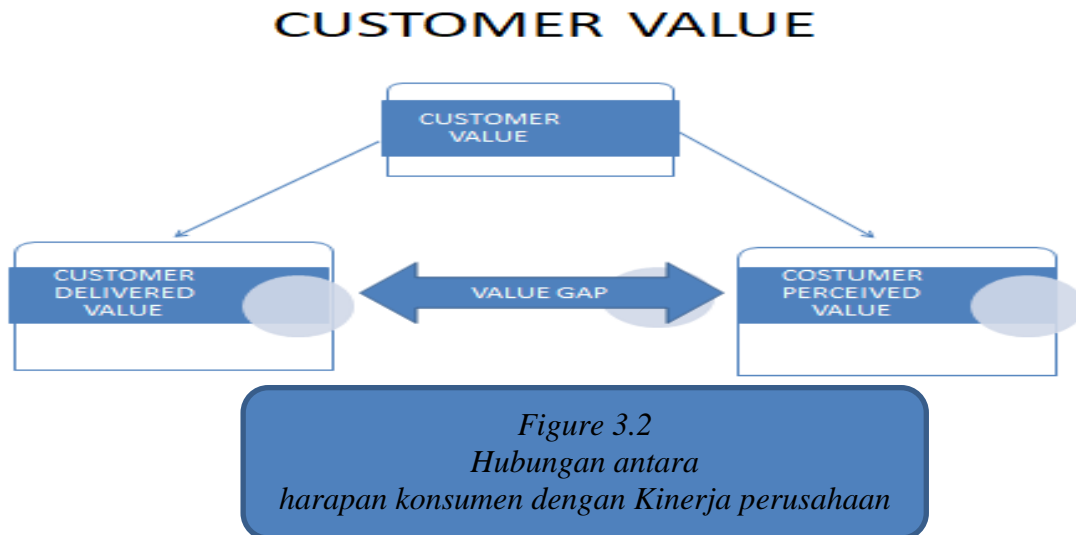 CUSTOMER VALUE
CUSTOMER
VALUE
CUSTOMER
DELIVERED
VALUE
VALUE GAP
COSTUMER
PERCEIVED
VALUE
Figure 3.2
Hubungan antara
harapan konsumen dengan Kinerja perusahaan